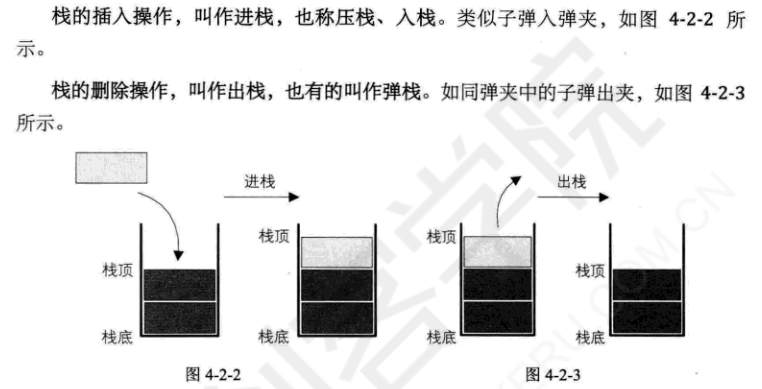 栈的插入操作，叫作进栈，也称压栈、入栈。类似子弹入弹夹，如图 4-2-2 所
示。
栈的删除操作，叫作出栈，也有的叫作弹栈。如同弹夹中的子弹出夹，如图 4-2-3
所示。
进栈
出栈
栈顶
栈顶
栈顶
栈顶
栈底
栈底
栈底
栈底
图 4-2-2
图 4-2-3